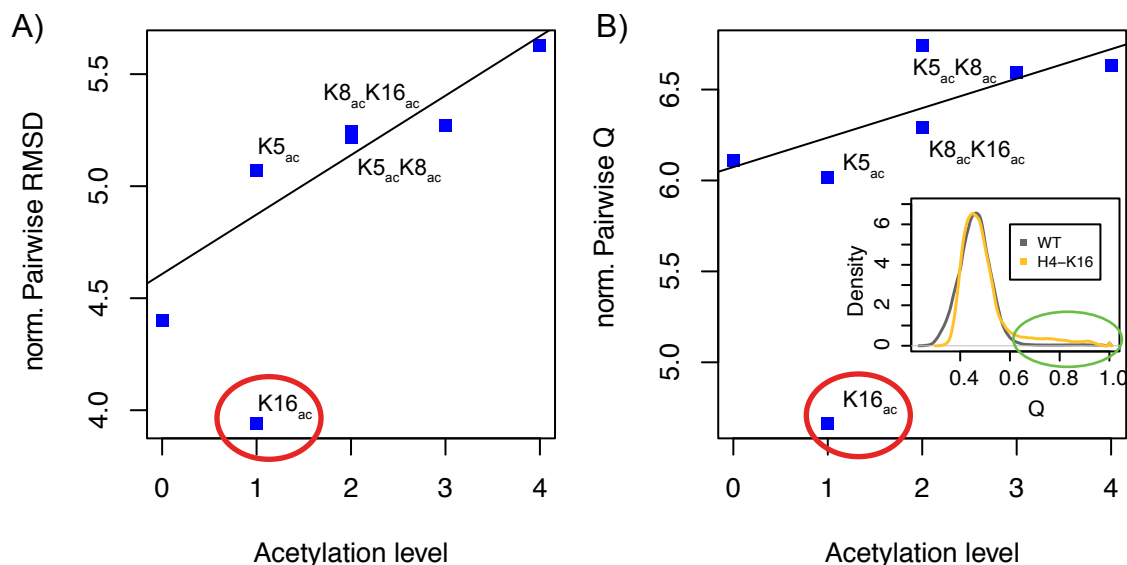 A)
norm. Pairwise RMSD
5.5
5.0
4.5
4.0
K8acK16ac
K5ac
K5acK8ac
K16ac
0 1 2 3 4
Acetylation level
B)
norm. Pairwise Q
6.5
6.0
5.5
5.0
K5acK8ac
K8acK16ac
K5ac
K16ac
Density
6
4
2
0
WT
H4−K16
0.4 0.6 0.8 1.0
Q
0 1 2 3 4
Acetylation level